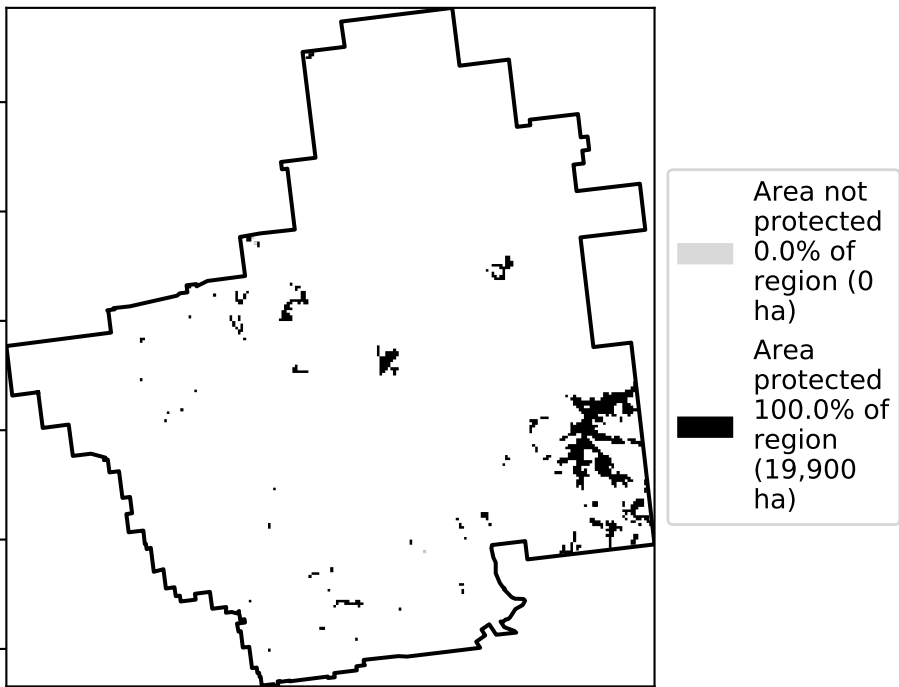 Area not
protected
0.0% of
region (0
ha)
Area
protected
100.0% of
region
(19,900
ha)